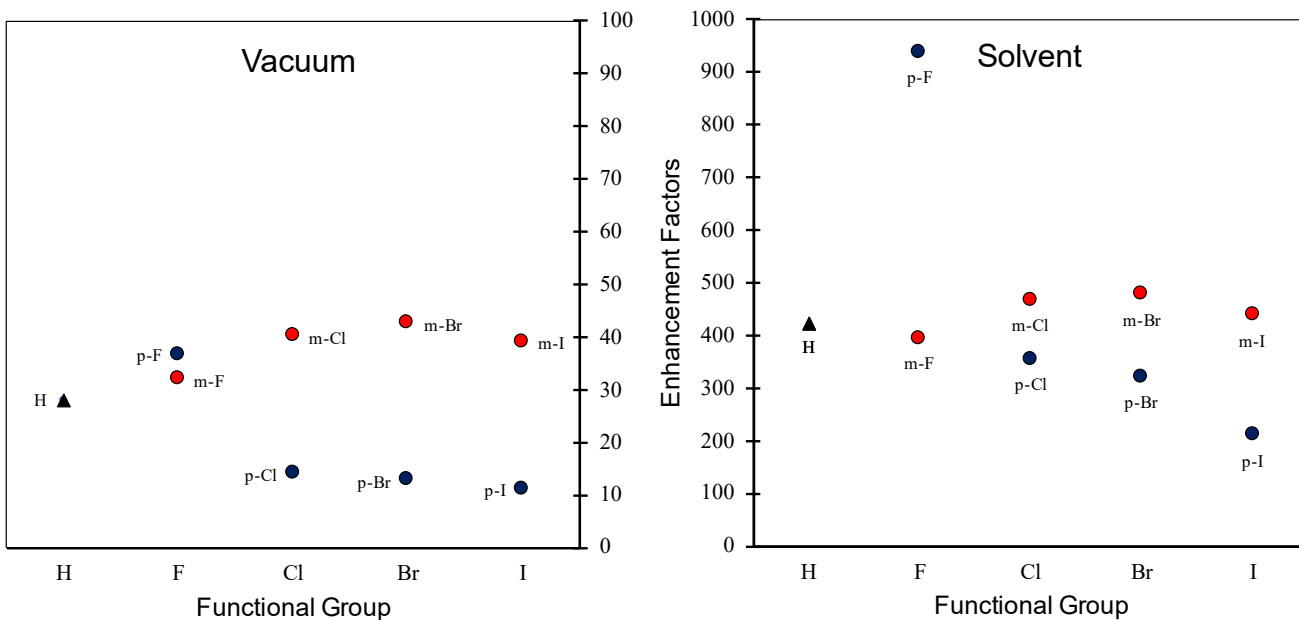 Vacuum
100
90
80
70
60
50
40
30
20
10
0
p-F
m-F
m-Cl
m-Br
m-I
H
p-Cl
p-Br
p-I
H F Cl Br I
Functional Group
Solvent
Enhancement Factors
1000
900
800
700
600
500
400
300
200
100
0
p-F
H
m-F
m-Cl
p-Cl
m-Br
p-Br
m-I
p-I
H F Cl Br I
Functional Group